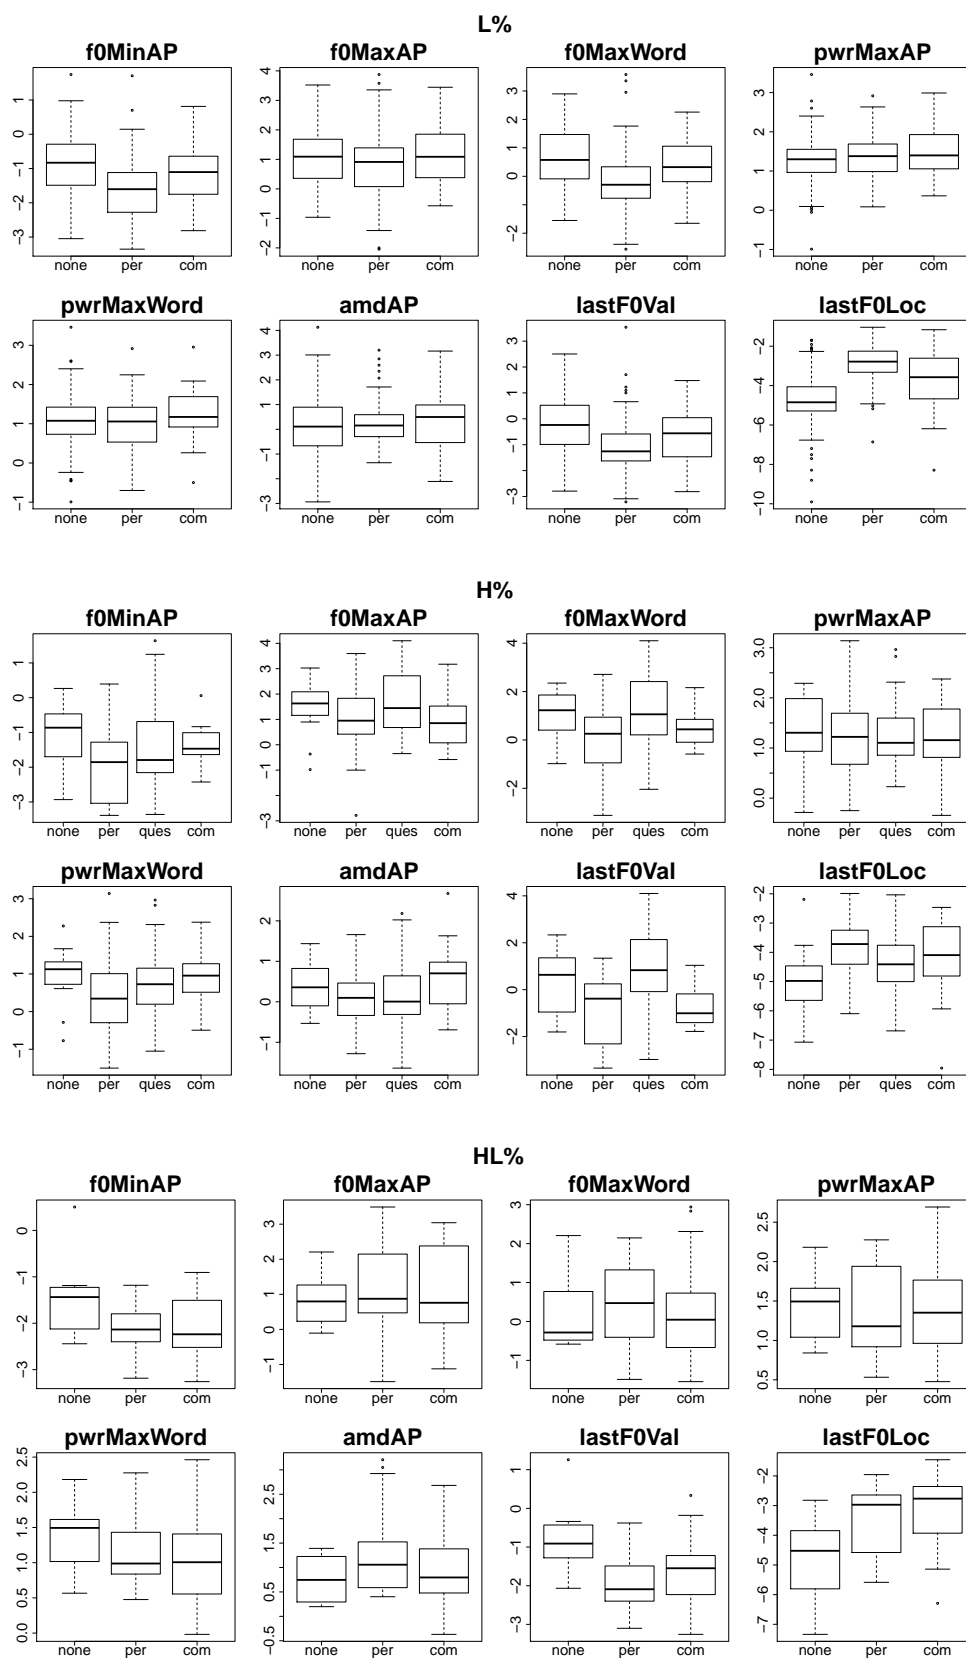 L%
f0MinAP
1
0
−1
−2
−3
none per com
f0MaxAP
4
3
2
1
0
−1
−2
none per com
f0MaxWord
2
0
−2
none per com
pwrMaxAP
3
2
1
0
−1
none per com
pwrMaxWord
3
2
1
0
−1
none per com
amdAP
4
3
2
1
−1
−3
none per com
lastF0Val
3
2
1
0
−1
−3
none per com
lastF0Loc
−2
−4
−6
−8
−10
none per com
H%
f0MinAP
1
0
−1
−2
−3
none per ques com
f0MaxAP
4
3
2
1
0
−1
−3
none per ques com
f0MaxWord
4
2
0
−2
none per ques com
pwrMaxAP
3.0
2.0
1.0
0.0
none per ques com
pwrMaxWord
3
2
1
0
−1
none per ques com
amdAP
2
1
0
−1
none per ques com
lastF0Val
4
2
0
−2
none per ques com
lastF0Loc
−2
−3
−4
−5
−6
−7
−8
none per ques com
HL%
f0MinAP
0
−1
−2
−3
none per com
f0MaxAP
3
2
1
0
−1
none per com
f0MaxWord
3
2
1
0
−1
none per com
pwrMaxAP
2.5
2.0
1.5
1.0
0.5
none per com
pwrMaxWord
2.5
2.0
1.5
1.0
0.5
0.0
none per com
amdAP
2.5
1.5
0.5
−0.5
none per com
lastF0Val
1
0
−1
−2
−3
none per com
lastF0Loc
−2
−3
−4
−5
−6
−7
none per com